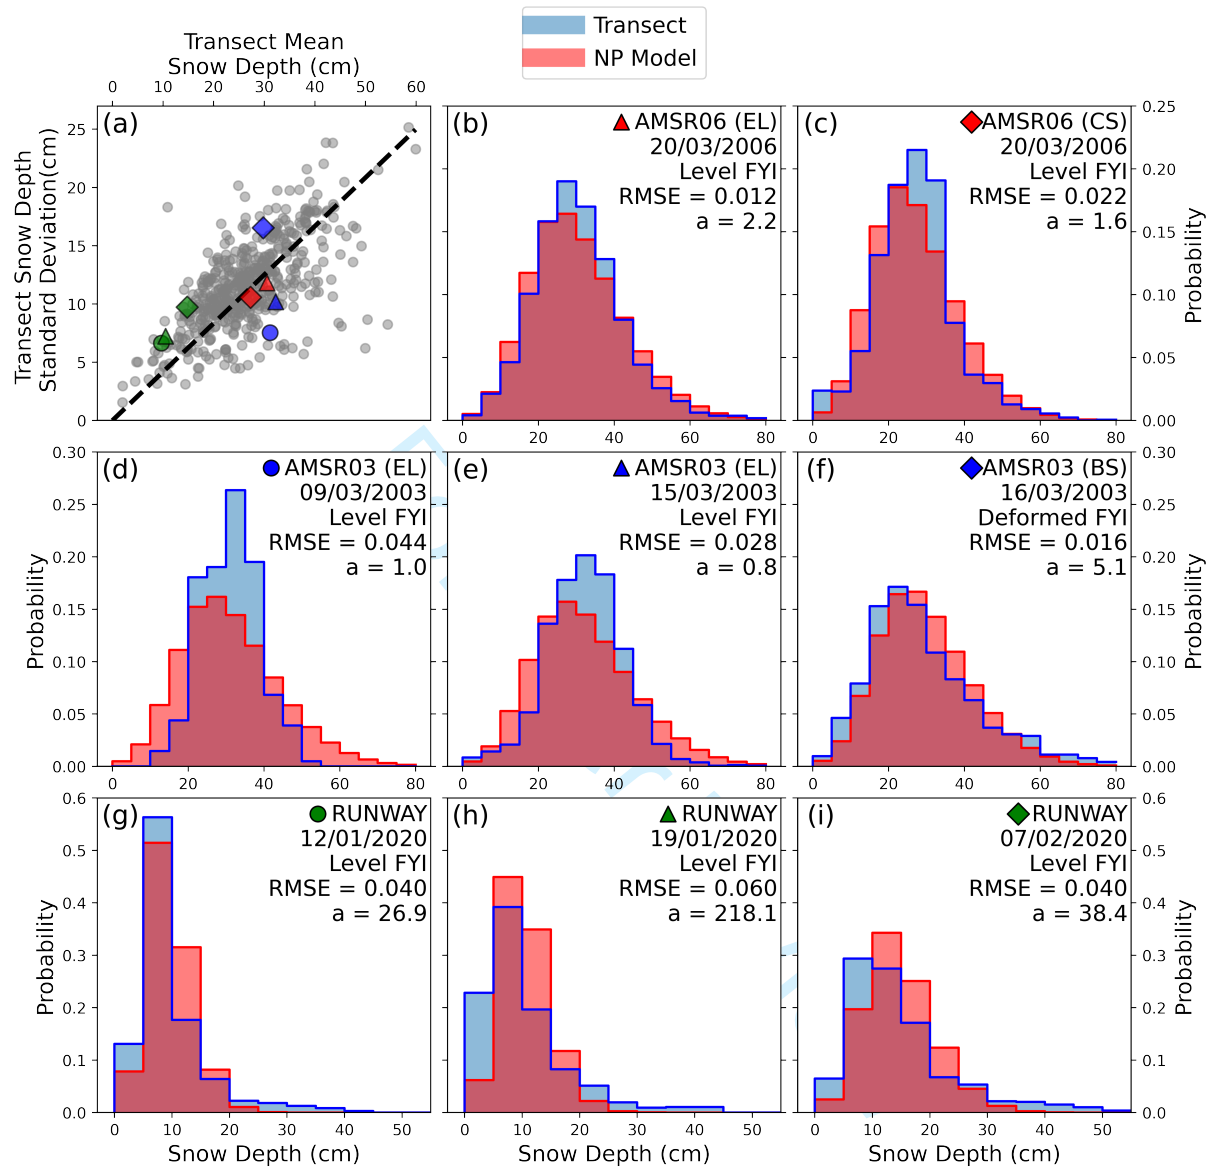 Transect
NP Model
Transect Mean
Snow Depth (cm)
0 10 20 30 40 50 60
Transect Snow Depth
Standard Deviation(cm)
25
20
15
10
5
0
(a)
(b)
AMSR06 (EL)
20/03/2006
Level FYI
RMSE = 0.012
a = 2.2
0 20 40 60 80
(c)
AMSR06 (CS)
20/03/2006
Level FYI
RMSE = 0.022
a = 1.6
0 20 40 60 80
0.25
0.20
0.15
0.10
0.05
0.00
Probability
Probability
0.30
0.25
0.20
0.15
0.10
0.05
0.00
(d)
AMSR03 (EL)
09/03/2003
Level FYI
RMSE = 0.044
a = 1.0
0 20 40 60 80
(e)
AMSR03 (EL)
15/03/2003
Level FYI
RMSE = 0.028
a = 0.8
0 20 40 60 80
(f)
AMSR03 (BS)
16/03/2003
Deformed FYI
RMSE = 0.016
a = 5.1
0 20 40 60 80
0.30
0.25
0.20
0.15
0.10
0.05
0.00
Probability
Probability
0.6
0.5
0.4
0.3
0.2
0.1
0.0
(g)
RUNWAY
12/01/2020
Level FYI
RMSE = 0.040
a = 26.9
0 10 20 30 40 50
Snow Depth (cm)
(h)
RUNWAY
19/01/2020
Level FYI
RMSE = 0.060
a = 218.1
0 10 20 30 40 50
Snow Depth (cm)
(i)
RUNWAY
07/02/2020
Level FYI
RMSE = 0.040
a = 38.4
0 10 20 30 40 50
Snow Depth (cm)
0.6
0.5
0.4
0.3
0.2
0.1
0.0
Probability